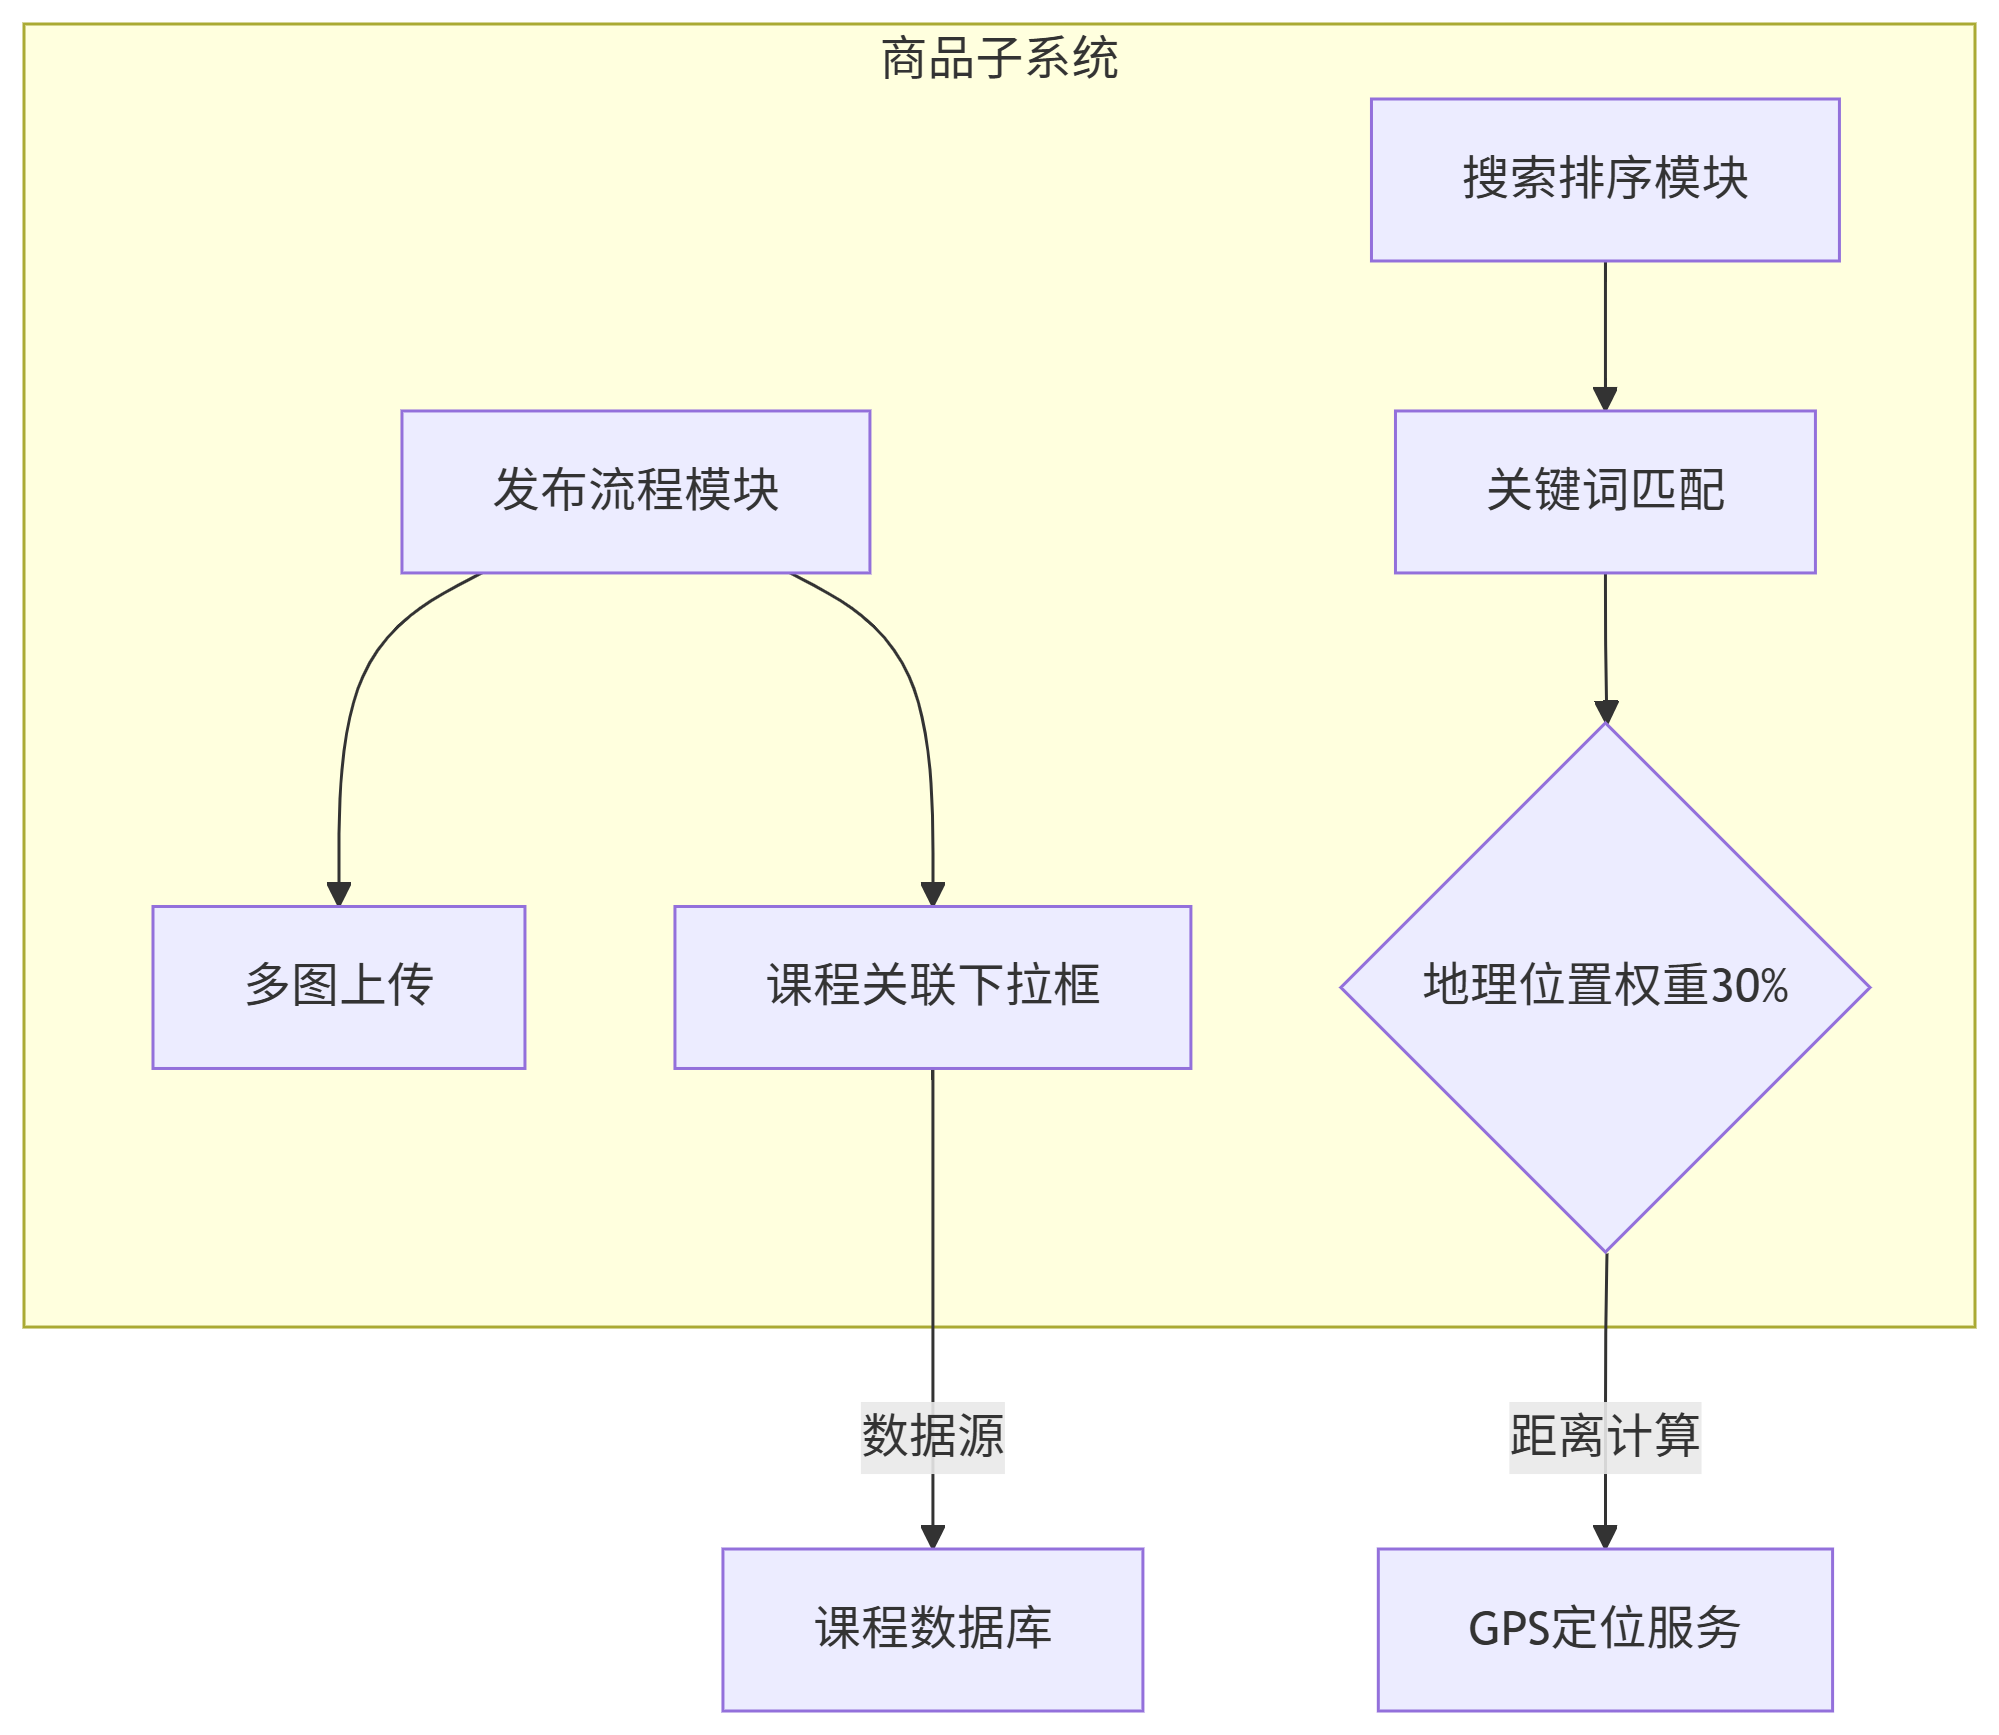 商品子系统
搜索排序模块
发布流程模块
关键词匹配
多图上传
课程关联下拉框
地理位置权重30%
数据源
距离计算
课程数据库
GPS定位服务